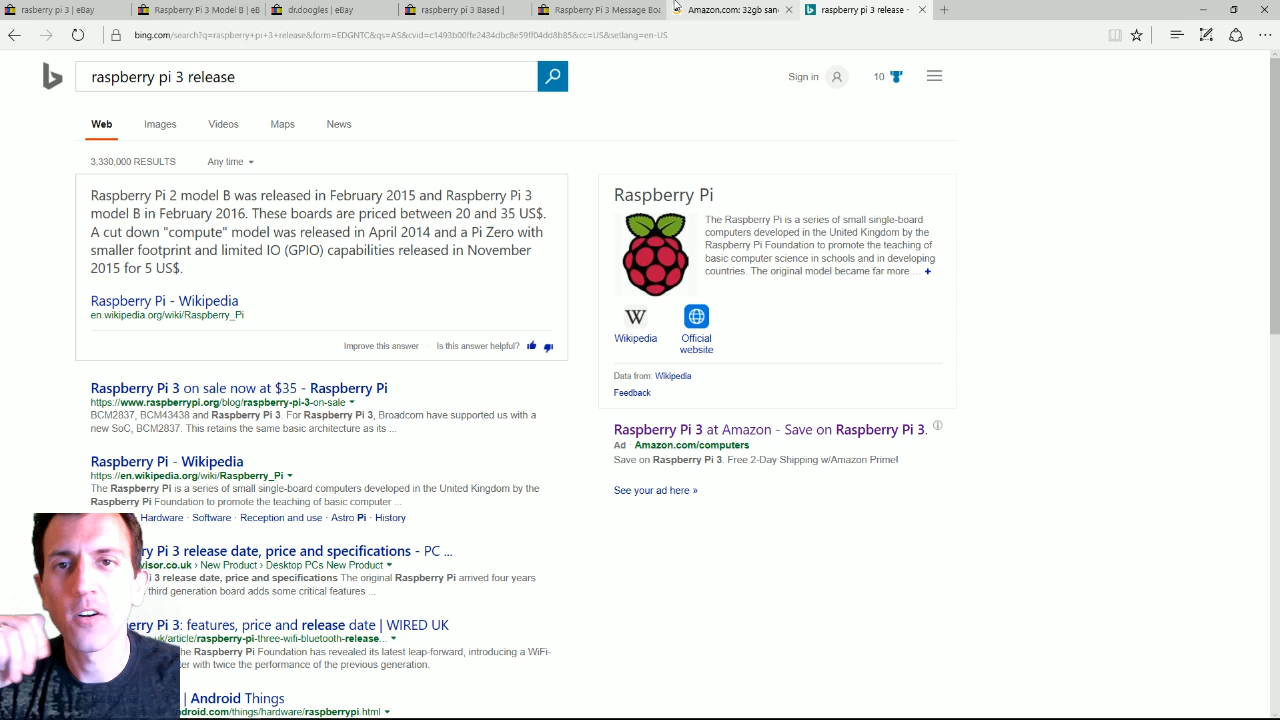 rasberry pi 3 | eBay
Raspberry Pi 3 Model B | eB
dr.doogles | eBay
raspberry pi 3 Based |
Raspberry Pi 3 Message Boa
Amazon.com: 32gb san
raspberry pi 3 release -
bing.com/search?q=raspberry+pi+3+release&form=EDGNTC&qs=AS&cvid=c1493b00ffe2434dbc8e59ff04dd8b85&cc=US&setlang=en-US
raspberry pi 3 release
Sign in
10
Web
Images
Videos
Maps
News
3,330,000 RESULTS
Any time
Raspberry Pi 2 model B was released in February 2015 and Raspberry Pi 3
model B in February 2016. These boards are priced between 20 and 35 US$.
A cut down "compute" model was released in April 2014 and a Pi Zero with
smaller footprint and limited IO (GPIO) capabilities released in November
2015 for 5 US$.
Raspberry Pi - Wikipedia
en.wikipedia.org/wiki/Raspberry_Pi
Improve this answer · Is this answer helpful?
Raspberry Pi 3 on sale now at $35 - Raspberry Pi
https://www.raspberrypi.org/blog/raspberry-pi-3-on-sale
BCM2837, BCM43438 and Raspberry Pi 3. For Raspberry Pi 3, Broadcom have supported us with a
new SoC, BCM2837. This retains the same basic architecture as its ...
Raspberry Pi - Wikipedia
https://en.wikipedia.org/wiki/Raspberry_Pi
The Raspberry Pi is a series of small single-board computers developed in the United Kingdom by the
Raspberry Pi Foundation to promote the teaching of basic computer ...
Hardware · Software · Reception and use · Astro Pi · History
ry Pi 3 release date, price and specifications - PC ...
visor.co.uk › New Product › Desktop PCs New Product
i 3 release date, price and specifications The original Raspberry Pi arrived four years
third generation board adds some critical features ...
erry Pi 3: features, price and release date | WIRED UK
uk/article/raspberry-pi-three-wifi-bluetooth-release...
the Raspberry Pi Foundation has revealed its latest leap-forward, introducing a WiFi-
ter with twice the performance of the previous generation.
| Android Things
android.com/things/hardware/raspberrypi.html
Raspberry Pi
The Raspberry Pi is a series of small single-board
computers developed in the United Kingdom by the
Raspberry Pi Foundation to promote the teaching of
basic computer science in schools and in developing
countries. The original model became far more ... +
W
Wikipedia
Official
website
Data from: Wikipedia
Feedback
Raspberry Pi 3 at Amazon - Save on Raspberry Pi 3.
Ad · Amazon.com/computers
Save on Raspberry Pi 3. Free 2-Day Shipping w/Amazon Prime!
See your ad here »